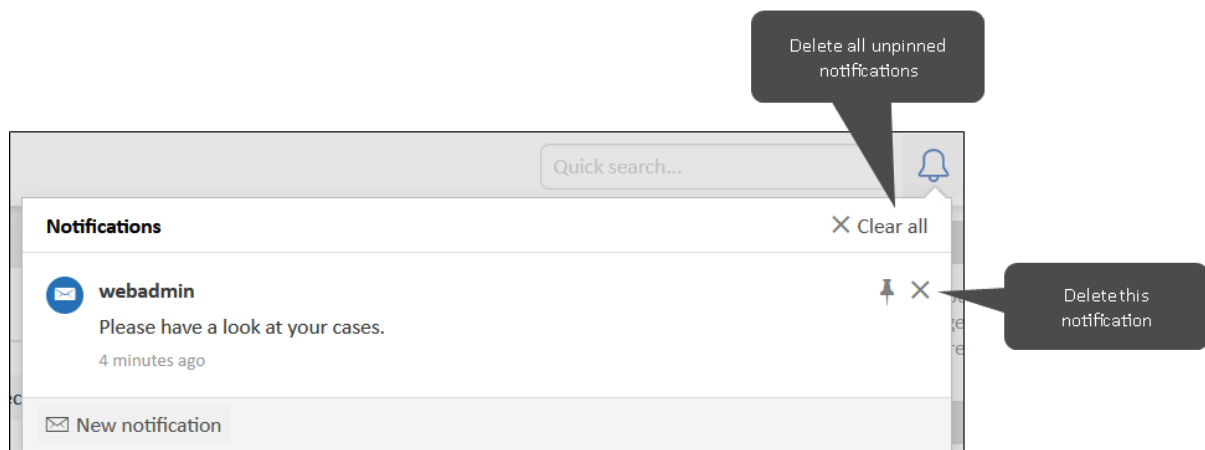 Delete all unpinned
notifications
Quick search...
Notifications
Clear all
webadmin
Please have a look at your cases.
4 minutes ago
Delete this
notification
New notification